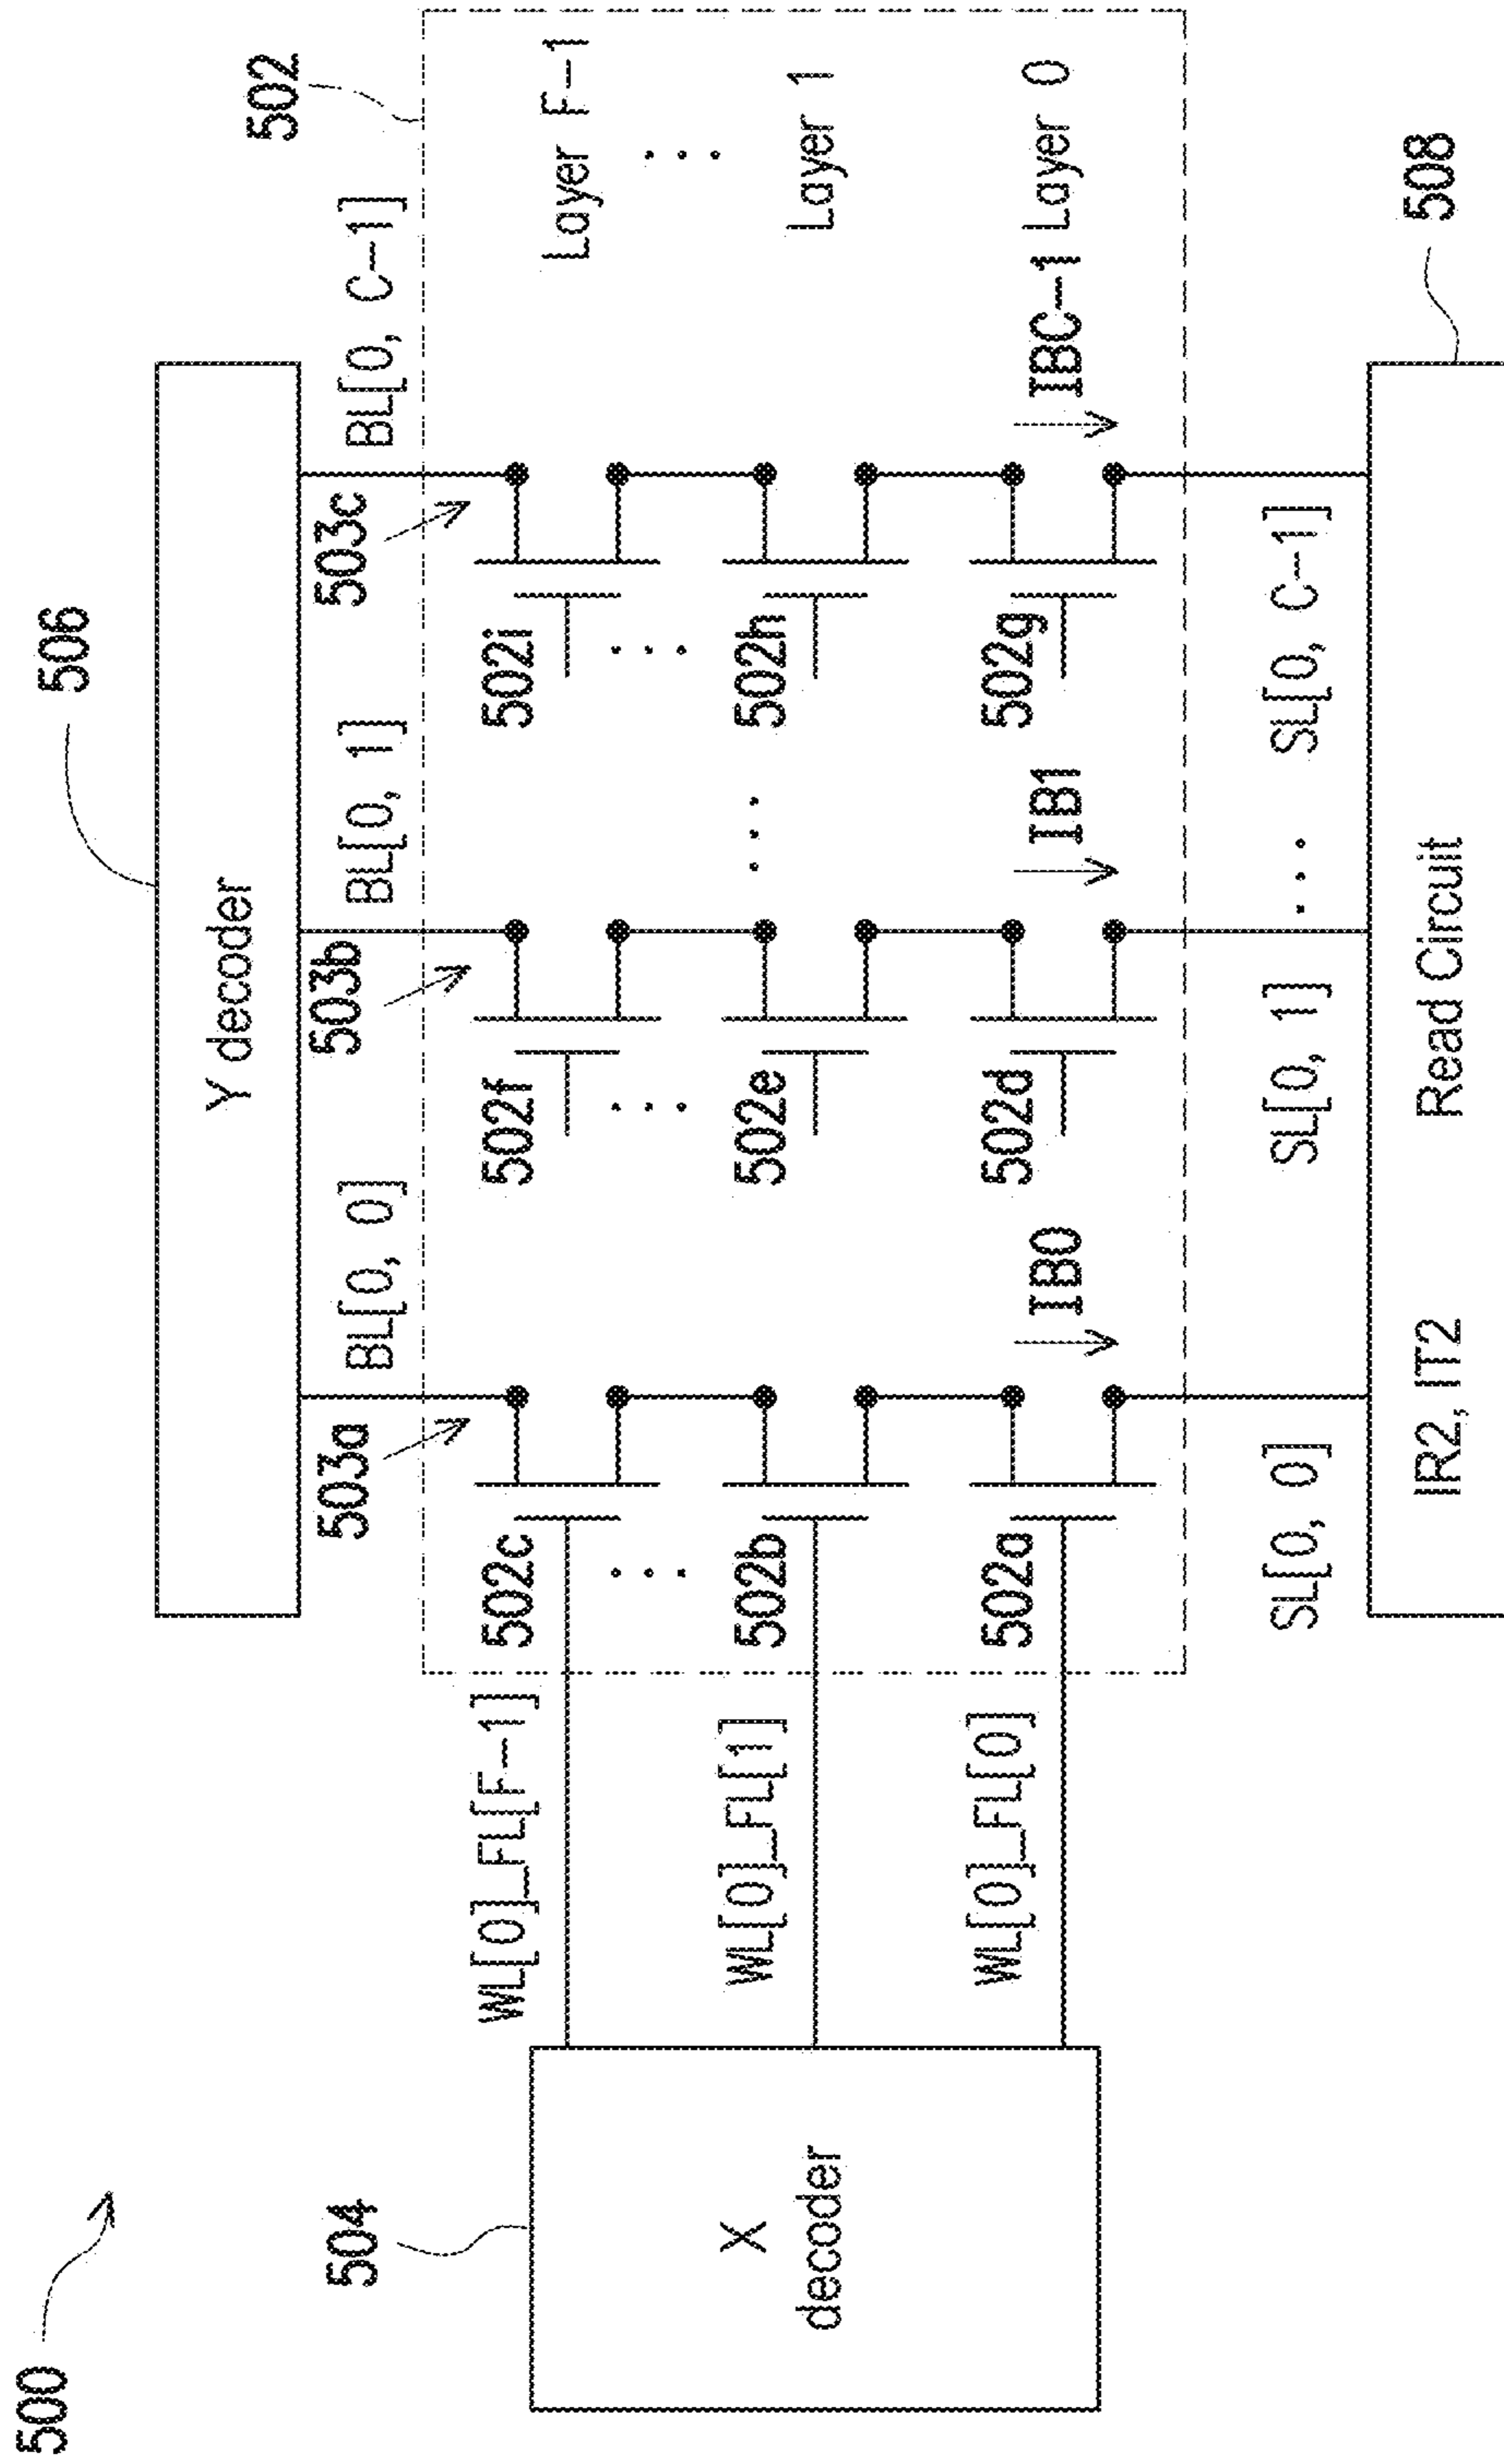 500
506
Y decoder
502
BL[0, 0]
BL[0, 1]
BL[0, C-1]
503a
503b
503c
504
X
decoder
WL[0]_FL[F-1]
502c
502f
502i
Layer F-1
WL[0]_FL[1]
502b
502e
502h
Layer 1
WL[0]_FL[0]
502a
IB0
502d
IB1
502g
IBC-1
Layer 0
SL[0, 0]
SL[0, 1]
SL[0, C-1]
IR2, IT2
Read Circuit
508